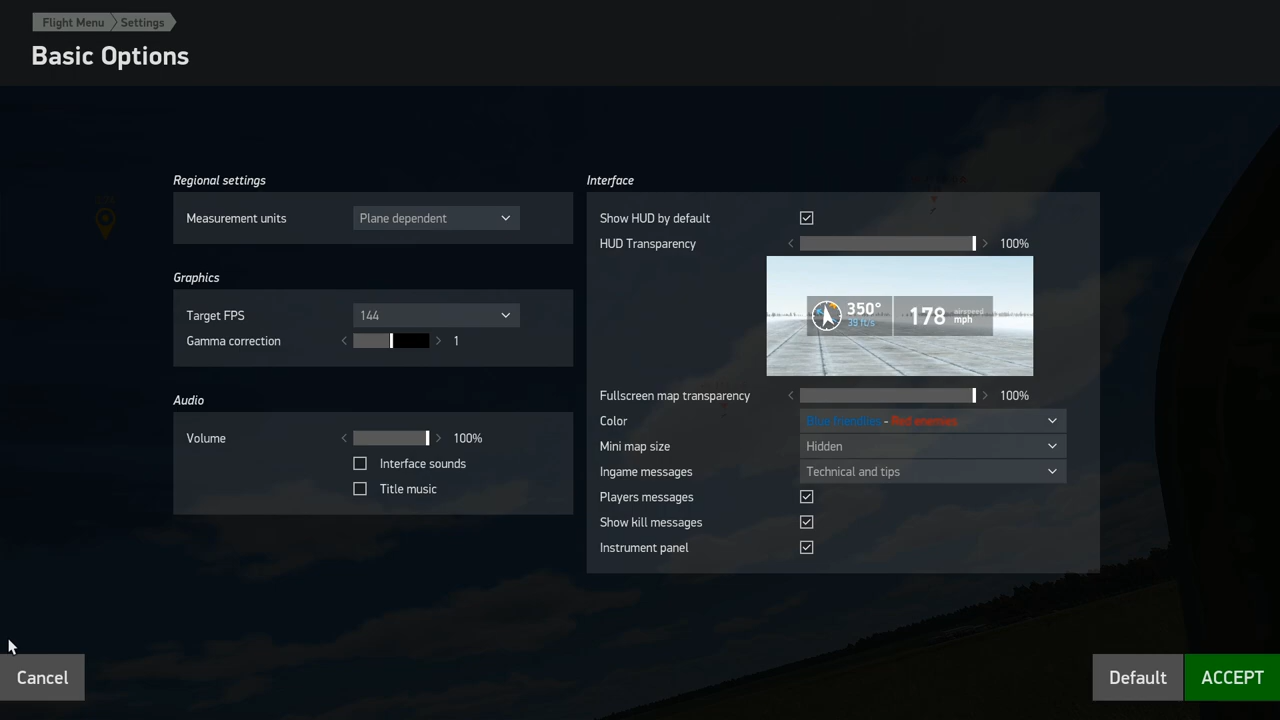 Flight Menu Settings
Basic Options
Regional settings
Measurement units Plane dependent
Graphics
Target FPS 144
Gamma correction 1
Audio
Volume 100%
Interface sounds
Title music
Interface
Show HUD by default
HUD Transparency 100%
350° 178 airspeed
39 ft/s mph
Fullscreen map transparency 100%
Color Blue friendlies - Red enemies
Mini map size Hidden
Ingame messages Technical and tips
Players messages
Show kill messages
Instrument panel
Cancel Default ACCEPT